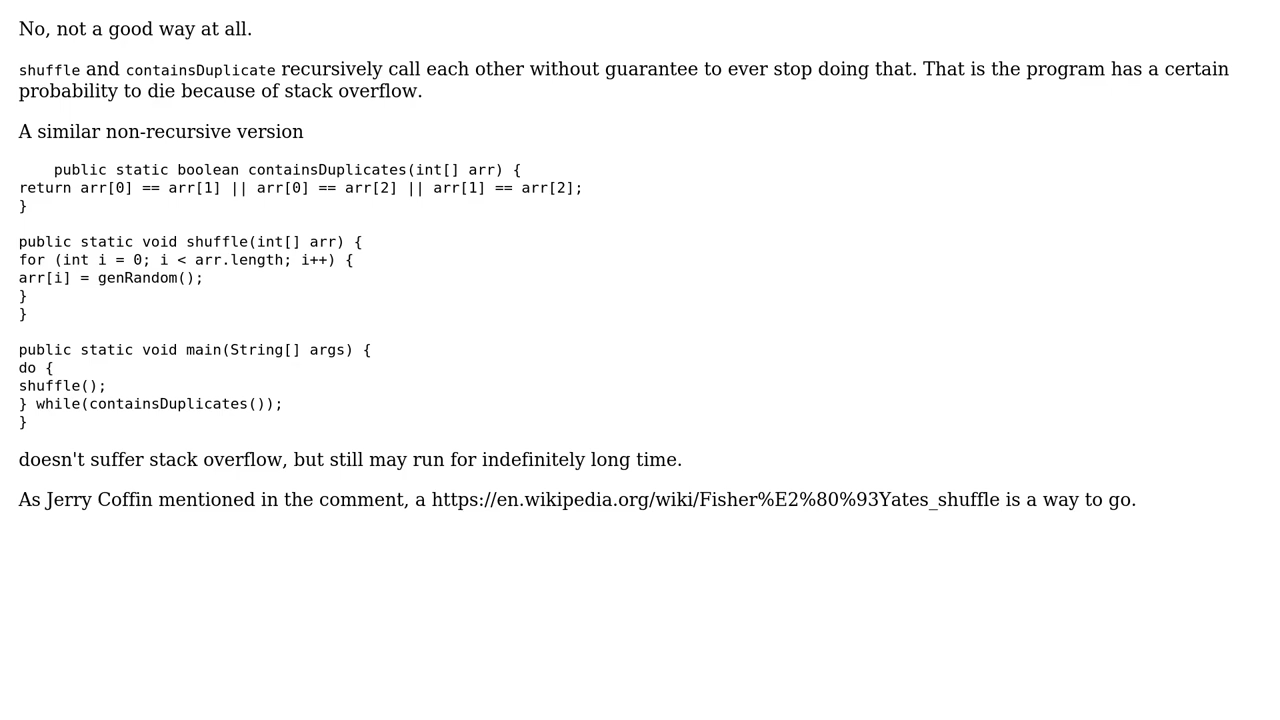 No, not a good way at all.
shuffle and containsDuplicate recursively call each other without guarantee to ever stop doing that. That is the program has a certain
probability to die because of stack overflow.
A similar non-recursive version
    public static boolean containsDuplicates(int[] arr) {
return arr[0] == arr[1] || arr[0] == arr[2] || arr[1] == arr[2];
}
public static void shuffle(int[] arr) {
for (int i = 0; i < arr.length; i++) {
arr[i] = genRandom();
}
}
public static void main(String[] args) {
do {
shuffle();
} while(containsDuplicates());
}
doesn't suffer stack overflow, but still may run for indefinitely long time.
As Jerry Coffin mentioned in the comment, a https://en.wikipedia.org/wiki/Fisher%E2%80%93Yates_shuffle is a way to go.